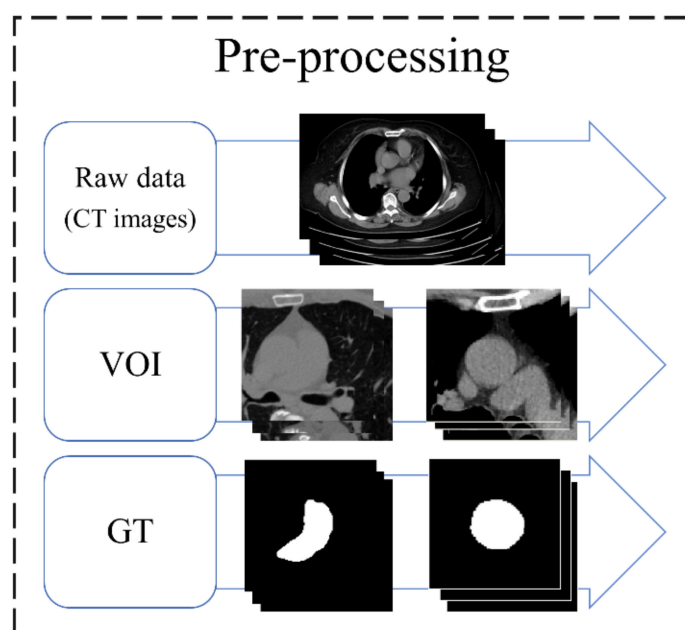 Pre-processing
Raw data
(CT images)
VOI
GT